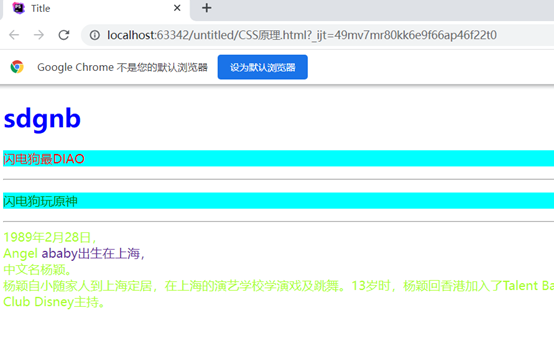 Title
localhost:63342/untitled/CSS原理.html?_ijt=49mv7mr80kk6e9f66ap46f22t0
Google Chrome 不是您的默认浏览器 设为默认浏览器
sdgnb
闪电狗最DIAO
闪电狗玩原神
1989年2月28日，
Angel ababy出生在上海，
中文名杨颖。
杨颖自小随家人到上海定居，在上海的演艺学校学演戏及跳舞。13岁时，杨颖回香港加入了Talent Ba
Club Disney主持。